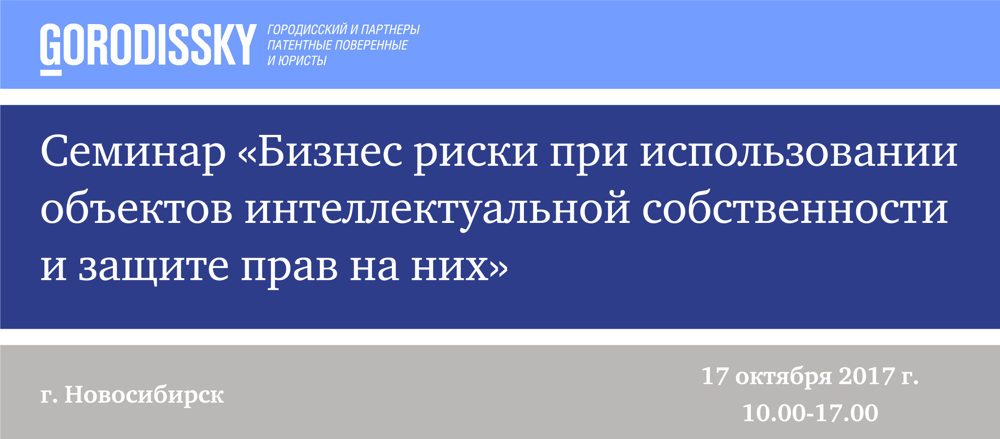 GORODISSKY
ГОРОДИССКИЙ И ПАРТНЕРЫ
ПАТЕНТНЫЕ ПОВЕРЕННЫЕ
И ЮРИСТЫ
Семинар «Бизнес риски при использовании
объектов интеллектуальной собственности
и защите прав на них»
г. Новосибирск
17 октября 2017 г.
10.00-17.00